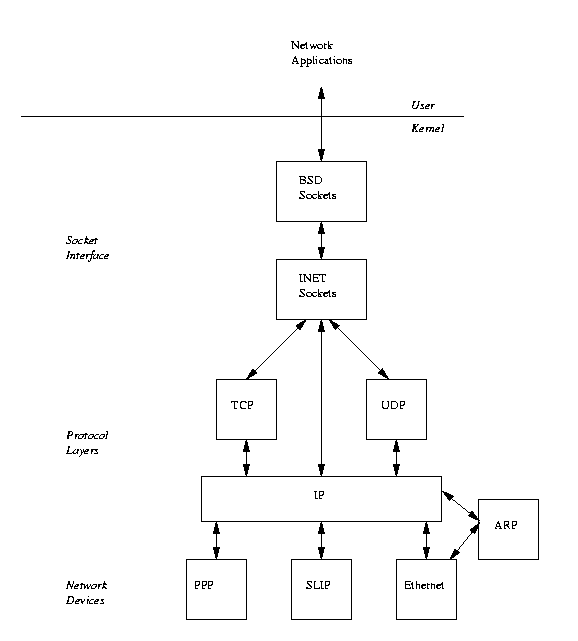 Network
Applications
User
Kernel
BSD
Sockets
Socket
Interface
INET
Sockets
TCP
UDP
Protocol
Layers
IP
ARP
PPP
SLIP
Ethernet
Network
Devices